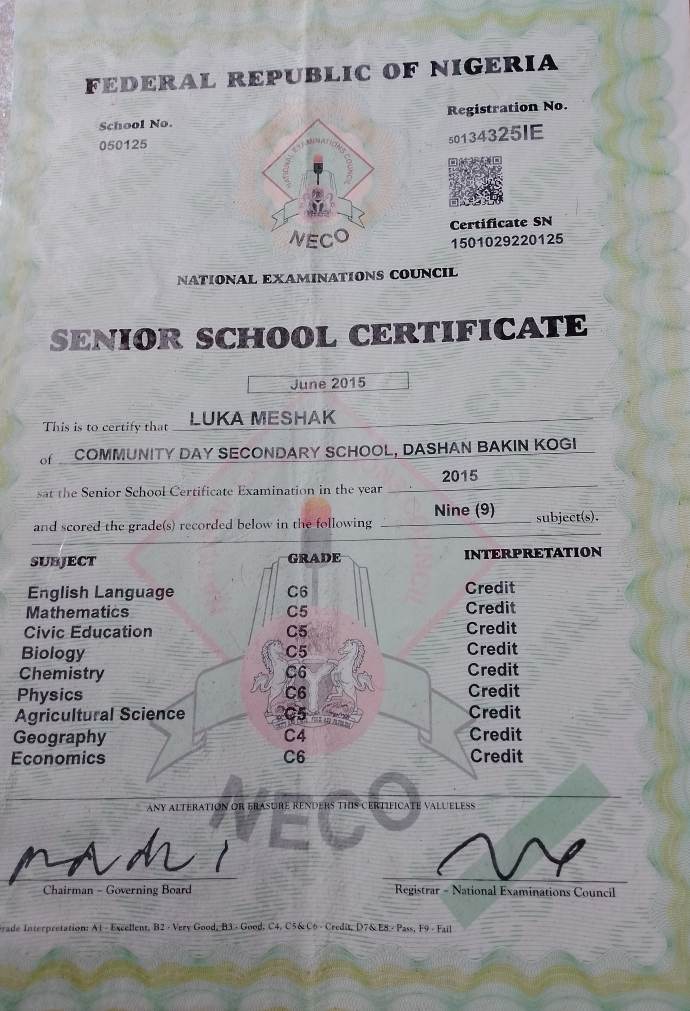 FEDERAL REPUBLIC OF NIGERIA
School No.
050125
Registration No.
50134325IE
NATIONAL EXAMINATIONS COUNCIL
NECO
Certificate SN
1501029220125
NATIONAL EXAMINATIONS COUNCIL
SENIOR SCHOOL CERTIFICATE
June 2015
This is to certify that LUKA MESHAK
of COMMUNITY DAY SECONDARY SCHOOL, DASHAN BAKIN KOGI
sat the Senior School Certificate Examination in the year 2015
and scored the grade(s) recorded below in the following Nine (9) subject(s).
SUBJECT GRADE INTERPRETATION
English Language C6 Credit
Mathematics C5 Credit
Civic Education C5 Credit
Biology C5 Credit
Chemistry C6 Credit
Physics C6 Credit
Agricultural Science C5 Credit
Geography C4 Credit
Economics C6 Credit
NECO
ANY ALTERATION OR ERASURE RENDERS THIS CERTIFICATE VALUELESS
Chairman - Governing Board
Registrar - National Examinations Council
rade Interpretation: A1 - Excellent, B2 - Very Good, B3 - Good, C4, C5 & C6 - Credit, D7 & E8 - Pass, F9 - Fail